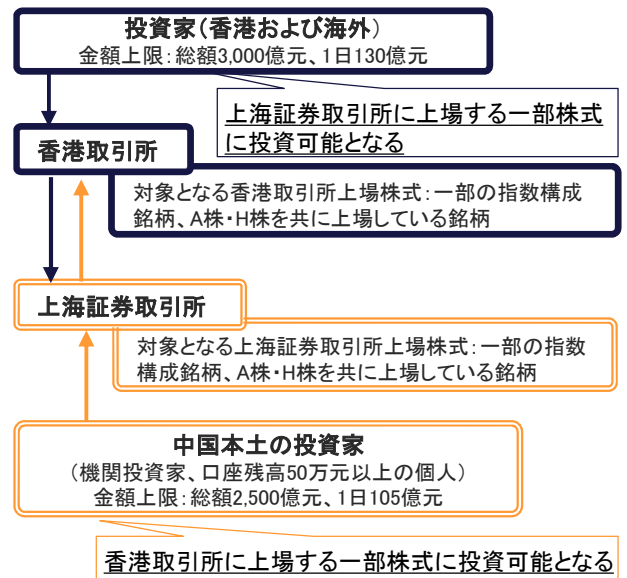 投資家(香港および海外)
金額上限:総額3,000億元、1日130億元
上海証券取引所に上場する一部株式
に投資可能となる
香港取引所
対象となる香港取引所上場株式:一部の指数構成
銘柄、A株・H株を共に上場している銘柄
上海証券取引所
対象となる上海証券取引所上場株式:一部の指数
構成銘柄、A株・H株を共に上場している銘柄
中国本土の投資家
(機関投資家、口座残高50万元以上の個人)
金額上限:総額2,500億元、1日105億元
香港取引所に上場する一部株式に投資可能となる